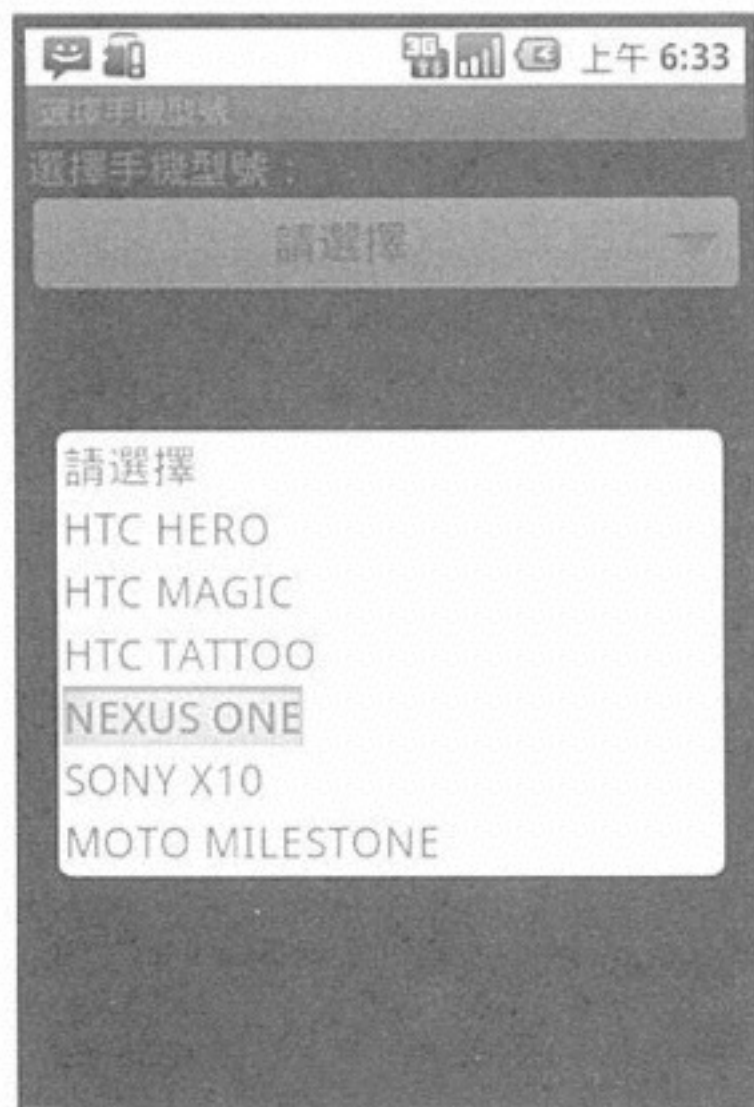 3G 上午 6:33
選擇手機型號
選擇手機型號：
請選擇
請選擇
HTC HERO
HTC MAGIC
HTC TATTOO
NEXUS ONE
SONY X10
MOTO MILESTONE